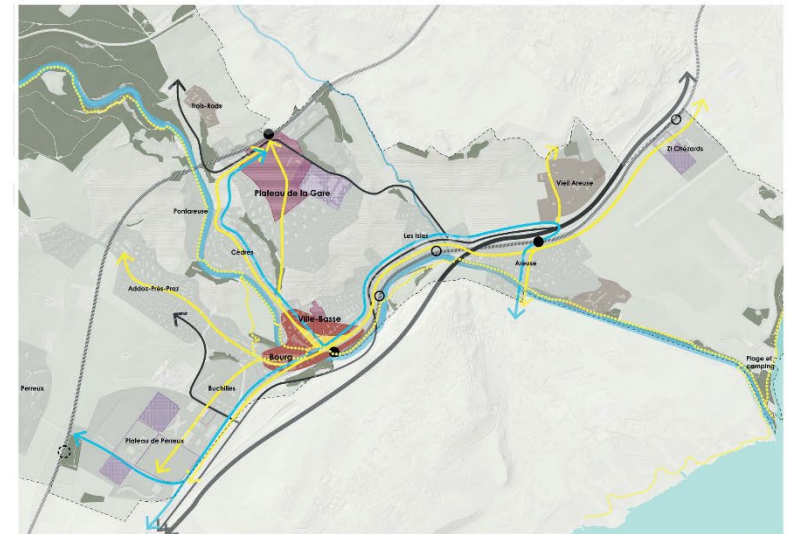 Trois-Rods
ZI Chérards
Vieil Areuse
Plateau de la Gare
Pontareuse
Les Isles
Cèdres
Areuse
Addoz-Prés-Praz
Ville-Basse
Bourg
Plage et
camping
Perreux
Buchilles
Plateau de Perreux